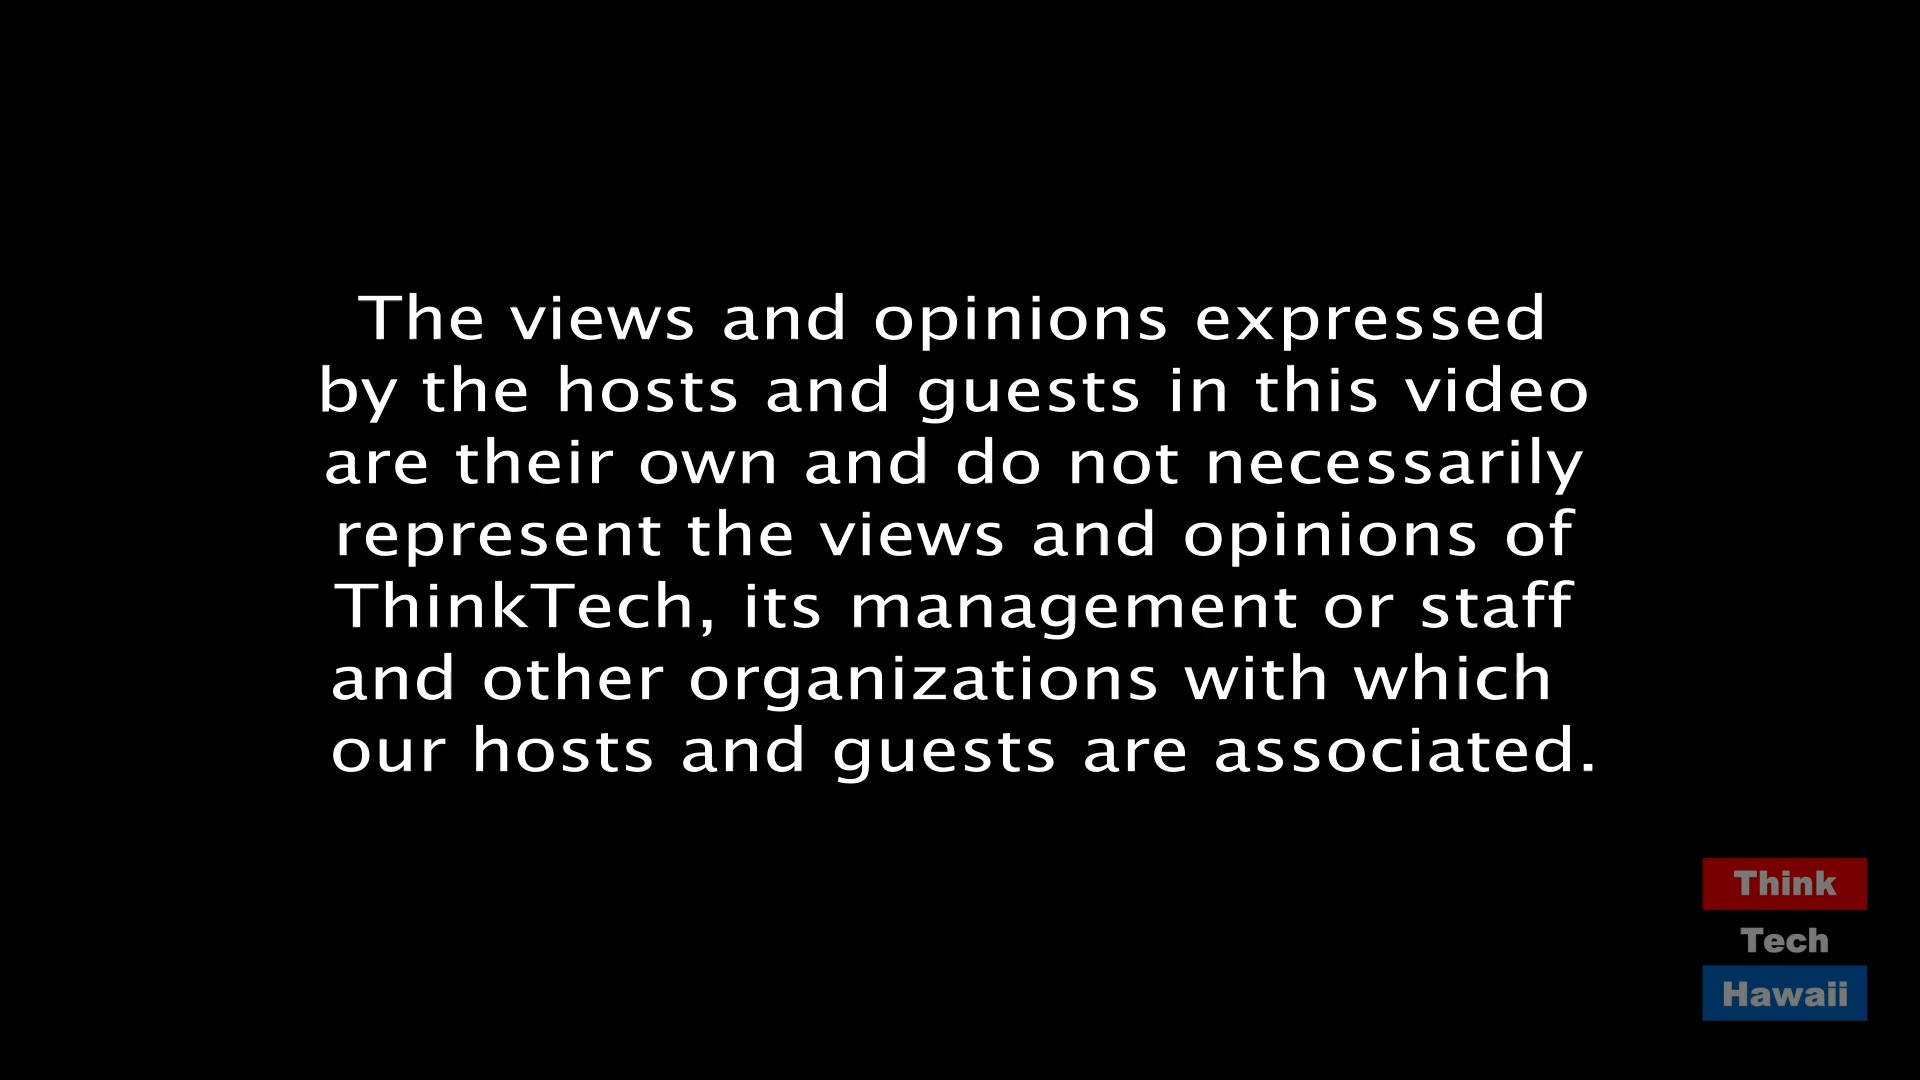 The views and opinions expressed
by the hosts and guests in this video
are their own and do not necessarily
represent the views and opinions of
ThinkTech, its management or staff
and other organizations with which
our hosts and guests are associated.
Think
Tech
Hawaii